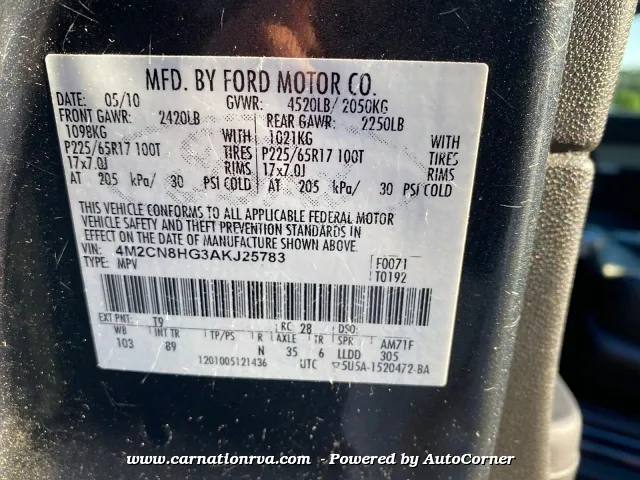 MFD. BY FORD MOTOR CO.
DATE: 05/10 GVWR: 4520LB/ 2050KG
FRONT GAWR: 2420LB REAR GAWR: 2250LB
1098KG WITH 1021KG WITH
P225/65R17 100T TIRES P225/65R17 100T TIRES
17x7.0J RIMS 17x7.0J RIMS
AT 205 kPa/ 30 PSI COLD AT 205 kPa/ 30 PSI COLD
THIS VEHICLE CONFORMS TO ALL APPLICABLE FEDERAL MOTOR
VEHICLE SAFETY AND THEFT PREVENTION STANDARDS IN
EFFECT ON THE DATE OF MANUFACTURE SHOWN ABOVE.
VIN: 4M2CN8HG3AKJ25783 F0071
TYPE: MPV T0192
EXT PNT: T9 RC: 28 DSO:
WB INT TR TP/PS R AXLE TR SPR AM71F
103 89 N 35 6 LLDD 305
1201005121436 UTC ▽5U5A-1520472-BA
www.carnationrva.com - Powered by AutoCorner